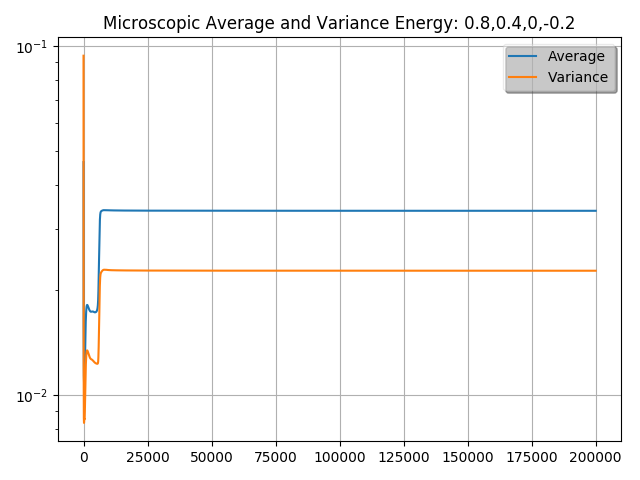 Microscopic Average and Variance Energy: 0.8,0.4,0,-0.2
10⁻¹
Average
Variance
10⁻²
0 25000 50000 75000 100000 125000 150000 175000 200000